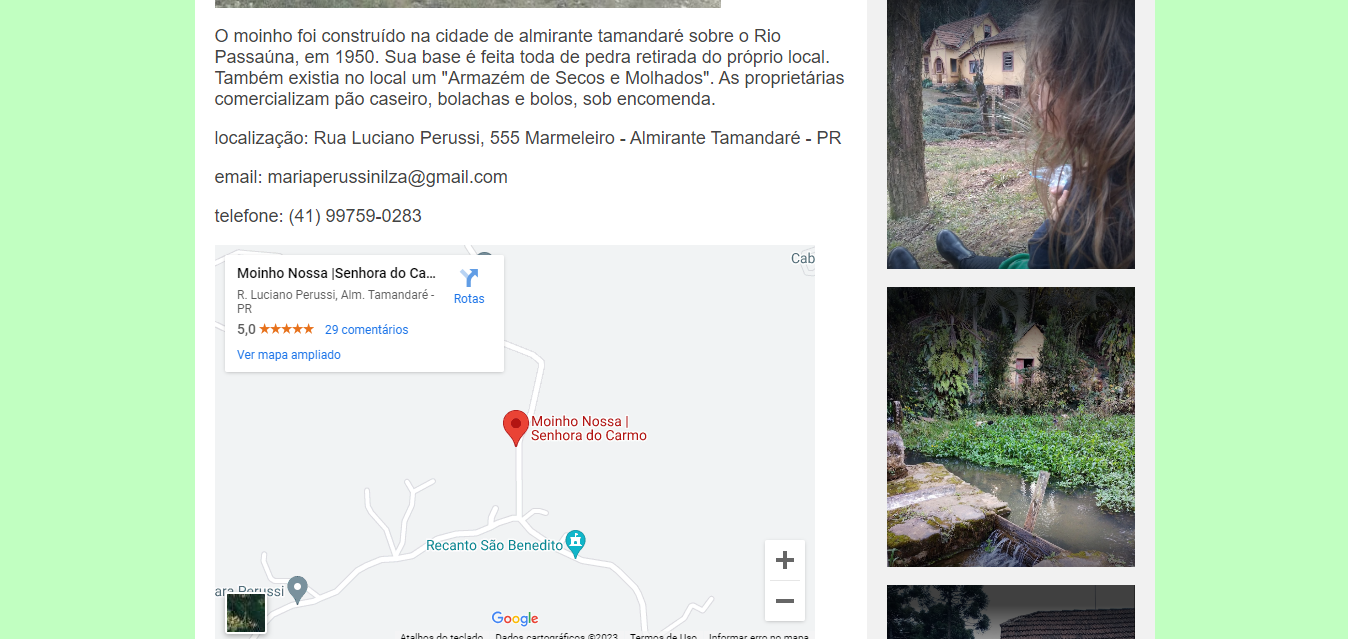 O moinho foi construído na cidade de almirante tamandaré sobre o Rio
Passaúna, em 1950. Sua base é feita toda de pedra retirada do próprio local.
Também existia no local um "Armazém de Secos e Molhados". As proprietárias
comercializam pão caseiro, bolachas e bolos, sob encomenda.
localização: Rua Luciano Perussi, 555 Marmeleiro - Almirante Tamandaré - PR
email: mariaperussinilza@gmail.com
telefone: (41) 99759-0283
Cab
Moinho Nossa |Senhora do Ca...
Rotas
R. Luciano Perussi, Alm. Tamandaré -
PR
5,0 ★★★★★ 29 comentários
Ver mapa ampliado
Moinho Nossa |
Senhora do Carmo
Recanto São Benedito
ara Perussi
Google
Atalhos do teclado Dados cartográficos ©2023 Termos de Uso Informar erro no mapa